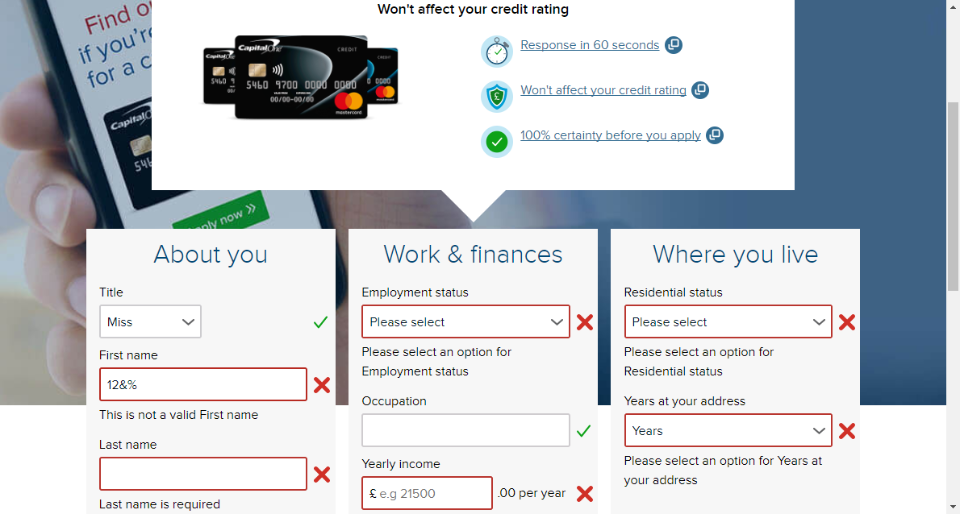 Won't affect your credit rating
Find o
if you're
for a c
CapitalOne
CREDIT
5460 9700 0000 0000
00/00-00/00
mastercard
Response in 60 seconds
Won't affect your credit rating
100% certainty before you apply
Capital
546
ply now »
About you
Title
Miss
First name
12&%
This is not a valid First name
Last name
Last name is required
Work & finances
Employment status
Please select
Please select an option for
Employment status
Occupation
Yearly income
£ e.g 21500 .00 per year
Where you live
Residential status
Please select
Please select an option for
Residential status
Years at your address
Years
Please select an option for Years at
your address